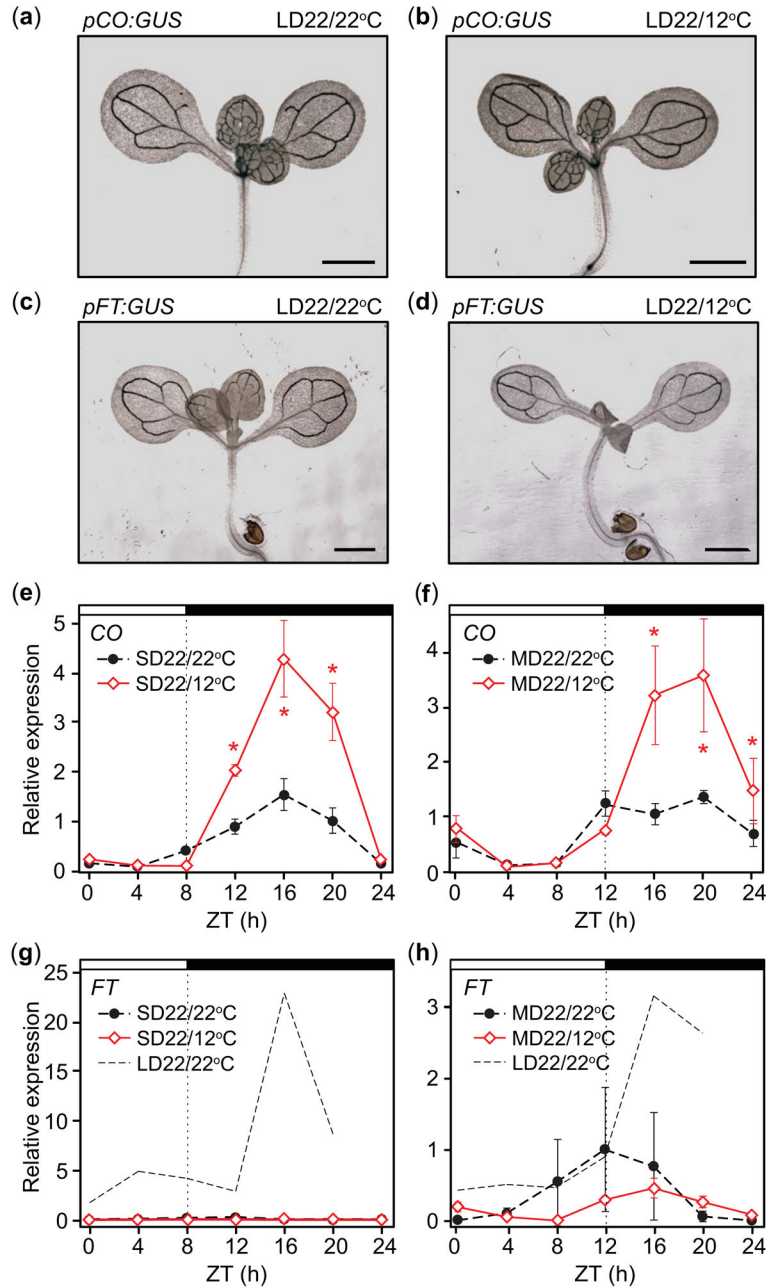 (a) pCO:GUS LD22/22°C
(b) pCO:GUS LD22/12°C
(c) pFT:GUS LD22/22°C
(d) pFT:GUS LD22/12°C
(e)
CO
SD22/22°C
SD22/12°C
*
*
*
5
4
3
2
1
0
Relative expression
0 4 8 12 16 20 24
ZT (h)
(f)
CO
MD22/22°C
MD22/12°C
*
*
*
4
3
2
1
0
0 4 8 12 16 20 24
ZT (h)
(g)
FT
SD22/22°C
SD22/12°C
LD22/22°C
25
20
15
10
5
0
Relative expression
0 4 8 12 16 20 24
ZT (h)
(h)
FT
MD22/22°C
MD22/12°C
LD22/22°C
3
2
1
0
0 4 8 12 16 20 24
ZT (h)